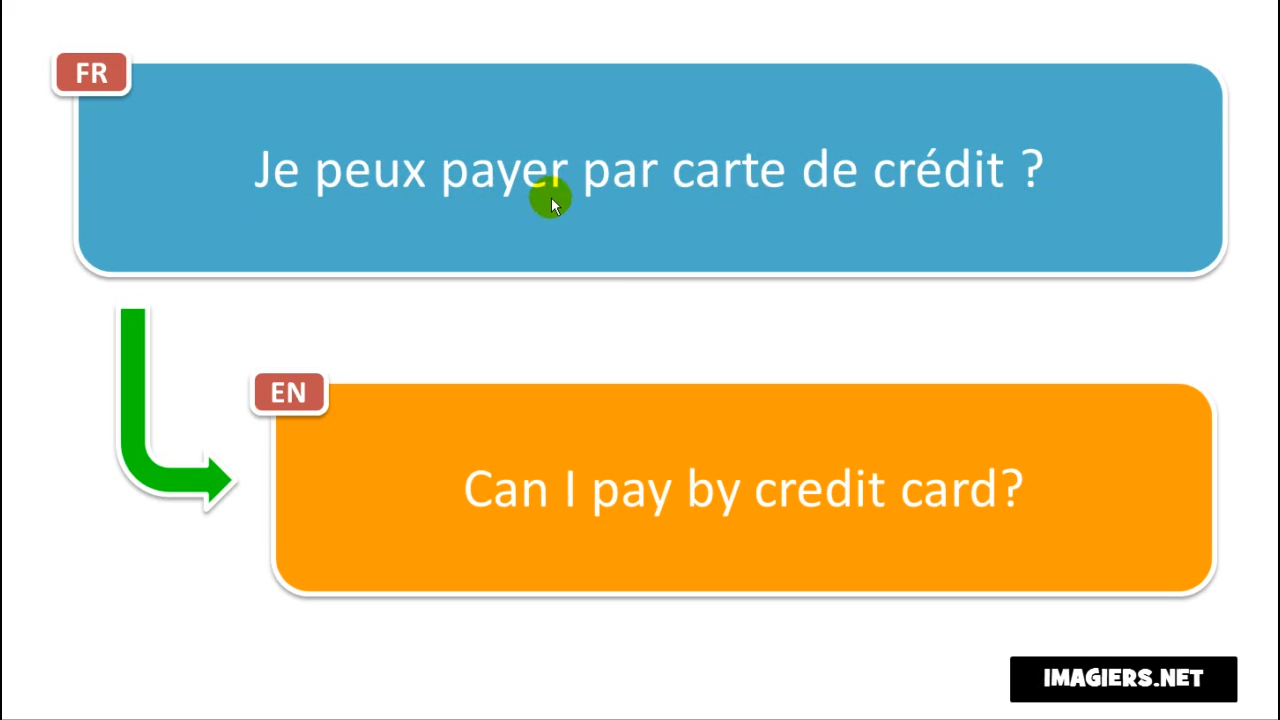 FR
Je peux payer par carte de crédit ?
EN
Can I pay by credit card?
IMAGIERS.NET